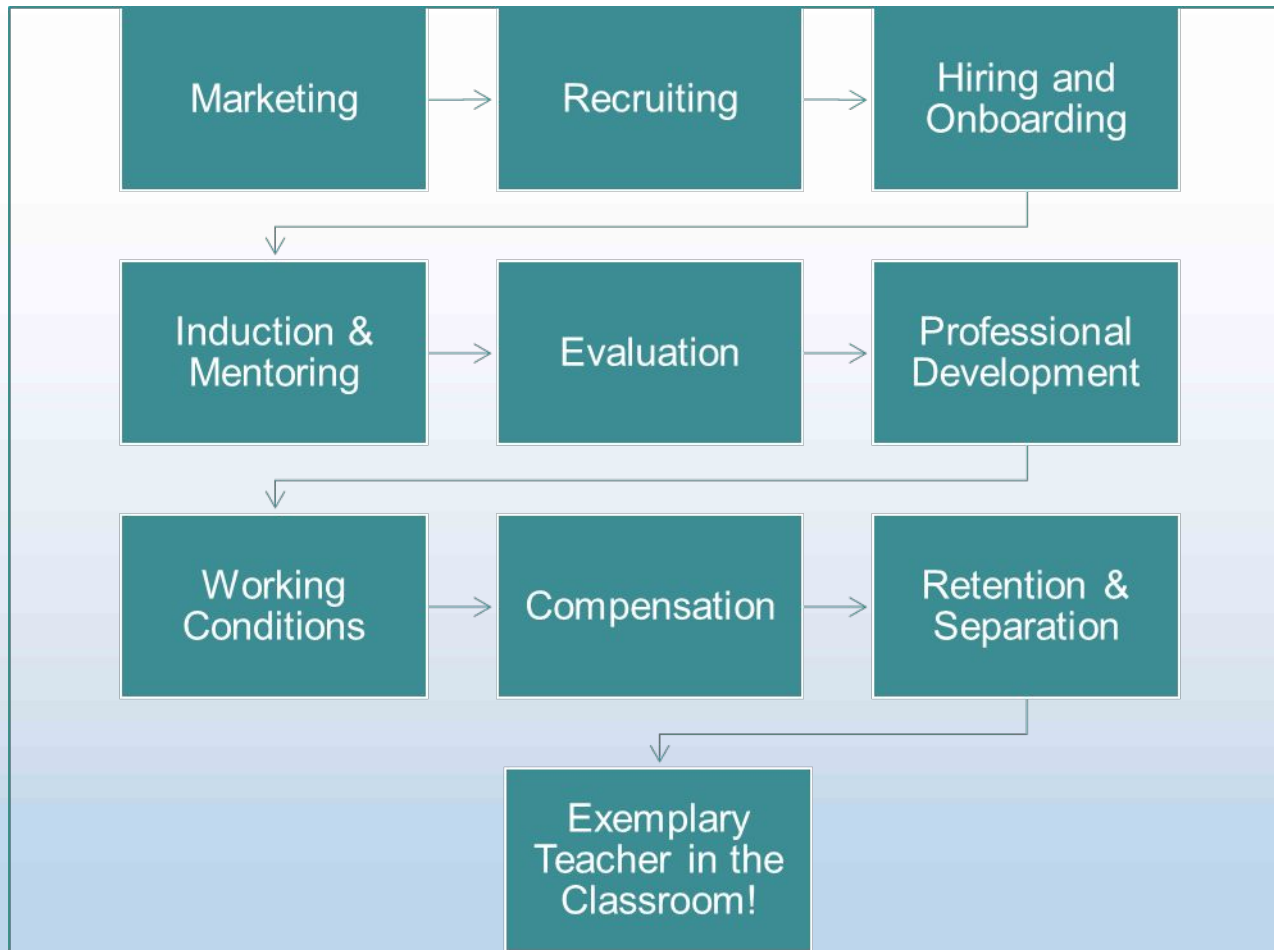 Marketing
Recruiting
Hiring and
Onboarding
Induction &
Mentoring
Evaluation
Professional
Development
Working
Conditions
Compensation
Retention &
Separation
Exemplary
Teacher in the
Classroom!